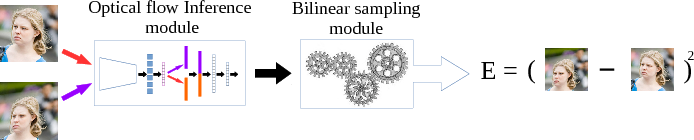 Optical flow Inference
module
Bilinear sampling
module
E = ( − )²